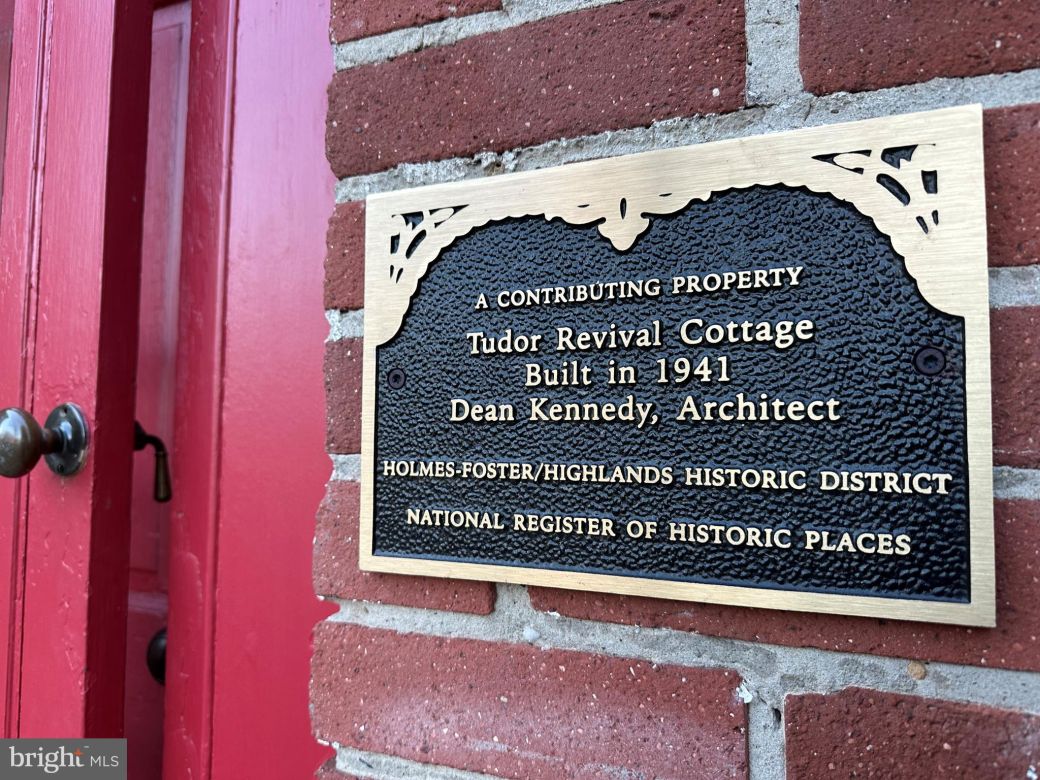 A CONTRIBUTING PROPERTY
Tudor Revival Cottage
Built in 1941
Dean Kennedy, Architect
HOLMES-FOSTER/HIGHLANDS HISTORIC DISTRICT
NATIONAL REGISTER OF HISTORIC PLACES
bright MLS